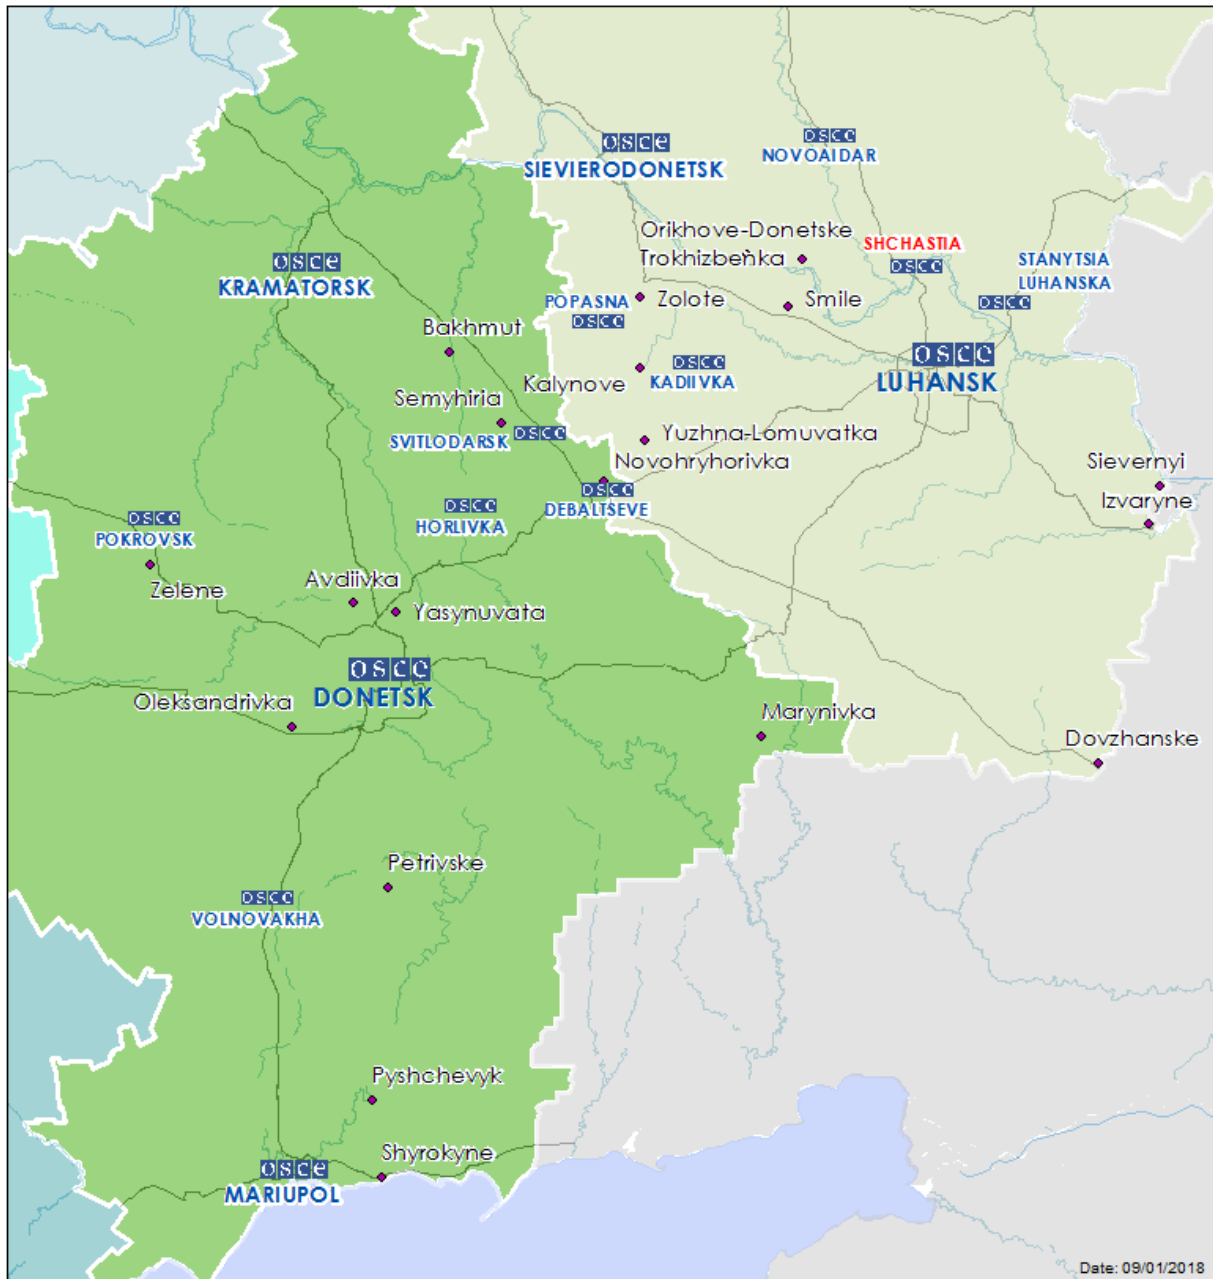 osce
SIEVIERODONETSK
osce
NOVOAIDAR
Orikhove-Donetske
Trokhizbenka
SHCHASTIA
osce
osce
KRAMATORSK
STANYTSIA
LUHANSKA
osce
POPASNA
osce
Zolote
Smile
Bakhmut
osce
LUHANSK
osce
KADIIVKA
Kalynove
Semyhiria
SVITLODARSK
osce
Yuzhna-Lomuvatka
Novohryhorivka
Sievernyi
osce
DEBALTSEVE
osce
HORLIVKA
Izvaryne
osce
POKROVSK
Zelene
Avdiivka
Yasynuvata
osce
DONETSK
Oleksandrivka
Marynivka
Dovzhanske
Petrivske
osce
VOLNOVAKHA
Pyshchevyk
Shyrokyne
osce
MARIUPOL
Date: 09/01/2018